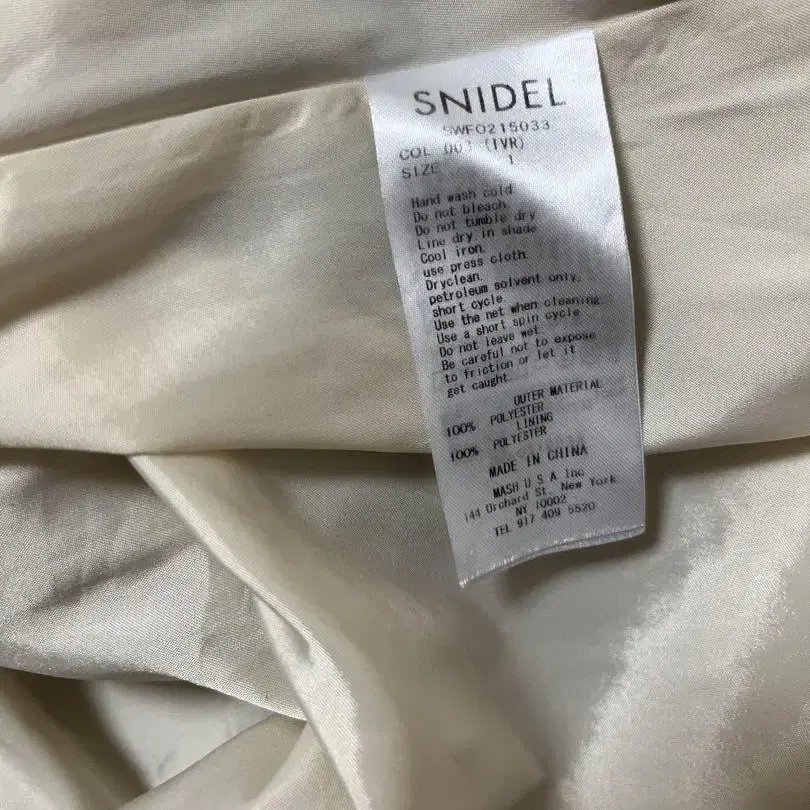 SNIDEL
SWFO215033
COL 003 (IVR)
SIZE 1
Hand wash cold
Do not bleach.
Do not tumble dry
Line dry in shade
Cool iron.
use press cloth.
Dryclean.
petroleum solvent only,
short cycle
Use the net when cleaning
Use a short spin cycle
Do not leave wet.
Be careful not to expose
to friction or let it
get caught.
OUTER MATERIAL
100% POLYESTER
LINING
100% POLYESTER
MADE IN CHINA
MASH U.S.A Inc
144 Orchard St. New York,
NY 10002
TEL 917 409 5520